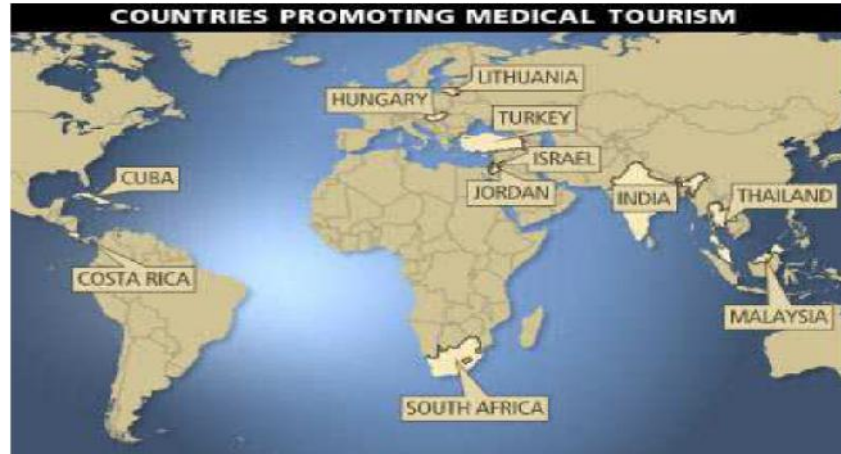 COUNTRIES PROMOTING MEDICAL TOURISM
LITHUANIA
HUNGARY
TURKEY
ISRAEL
CUBA
JORDAN
INDIA
THAILAND
COSTA RICA
MALAYSIA
SOUTH AFRICA